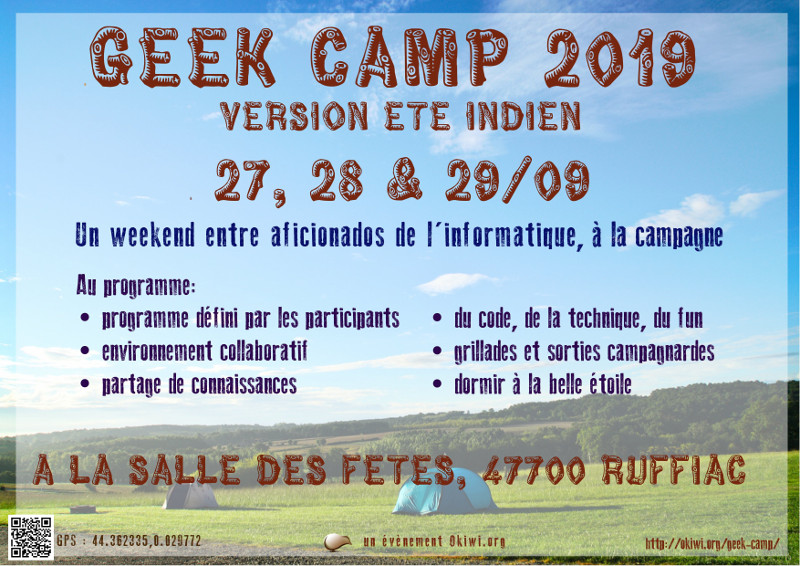 GEEK CAMP 2019
VERSION ETE INDIEN
27, 28 & 29/09
Un weekend entre aficionados de l'informatique, à la campagne
Au programme:
• programme défini par les participants
• environnement collaboratif
• partage de connaissances
• du code, de la technique, du fun
• grillades et sorties campagnardes
• dormir à la belle étoile
A LA SALLE DES FETES, 47700 RUFFIAC
GPS : 44.362335,0.029772
un évènement Okiwi.org
http://okiwi.org/geek-camp/